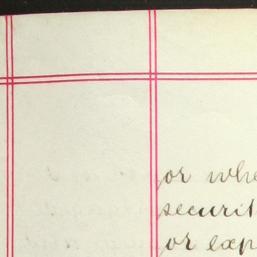 or whe
securit
or exp